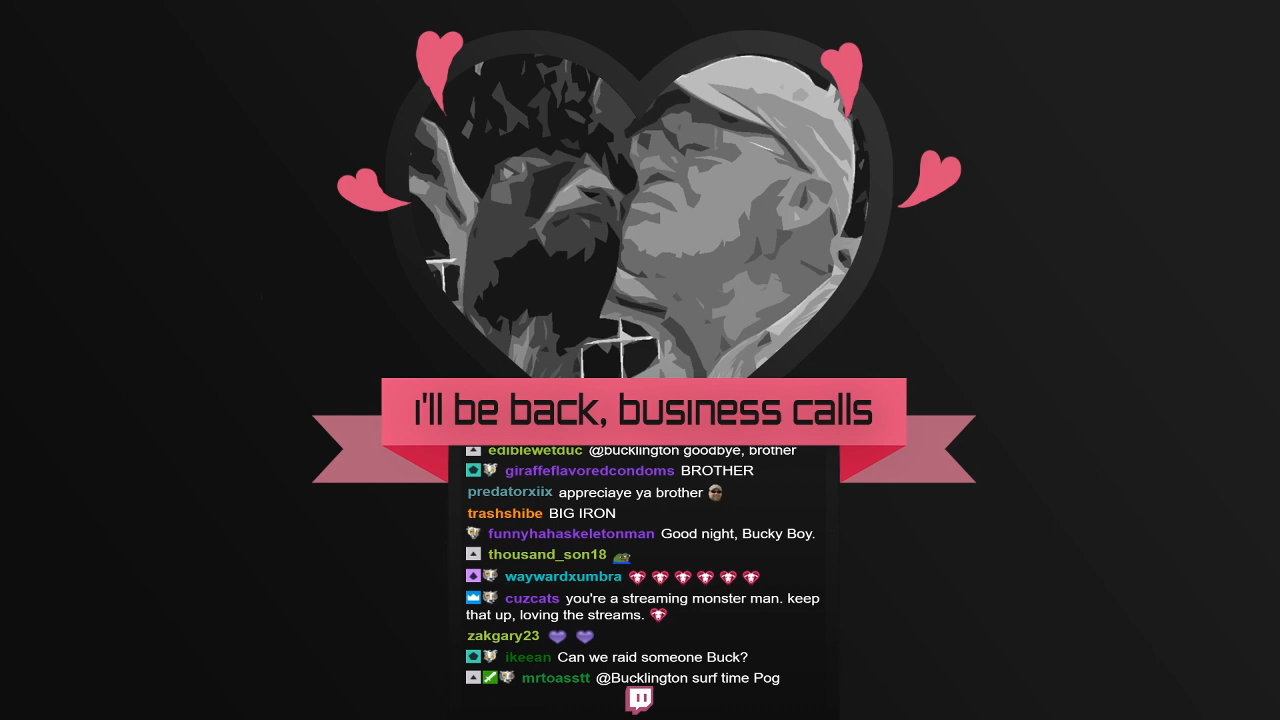 i'll be back, business calls
ediblewetduc @bucklington goodbye, brother
giraffeflavoredcondoms BROTHER
predatorxiix appreciaye ya brother
trashshibe BIG IRON
funnyhahaskeletonman Good night, Bucky Boy.
thousand_son18
waywardxumbra
cuzcats you're a streaming monster man. keep
that up, loving the streams.
zakgary23
ikeean Can we raid someone Buck?
mrtoasstt @Bucklington surf time Pog